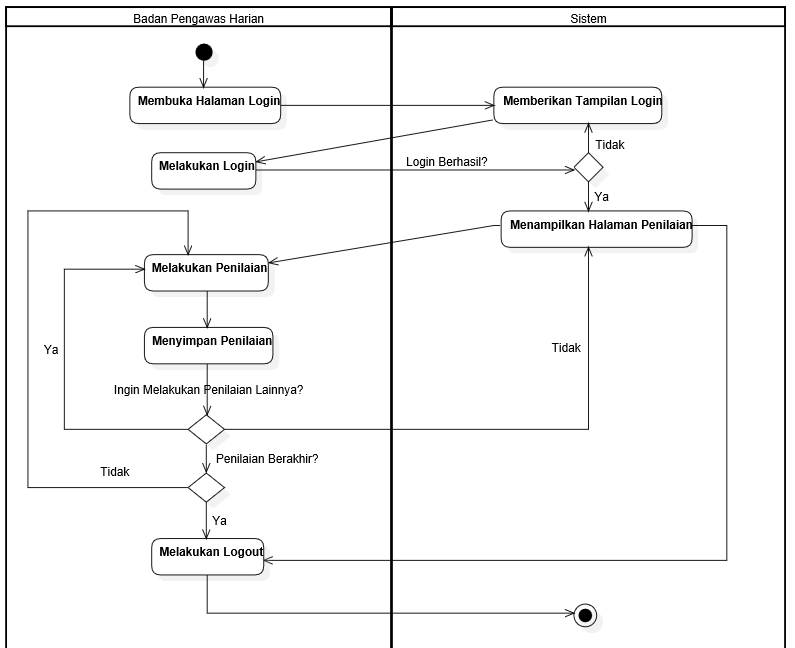 Badan Pengawas Harian
Sistem
Membuka Halaman Login
Memberikan Tampilan Login
Tidak
Melakukan Login
Login Berhasil?
Ya
Menampilkan Halaman Penilaian
Melakukan Penilaian
Menyimpan Penilaian
Ya
Tidak
Ingin Melakukan Penilaian Lainnya?
Penilaian Berakhir?
Tidak
Ya
Melakukan Logout